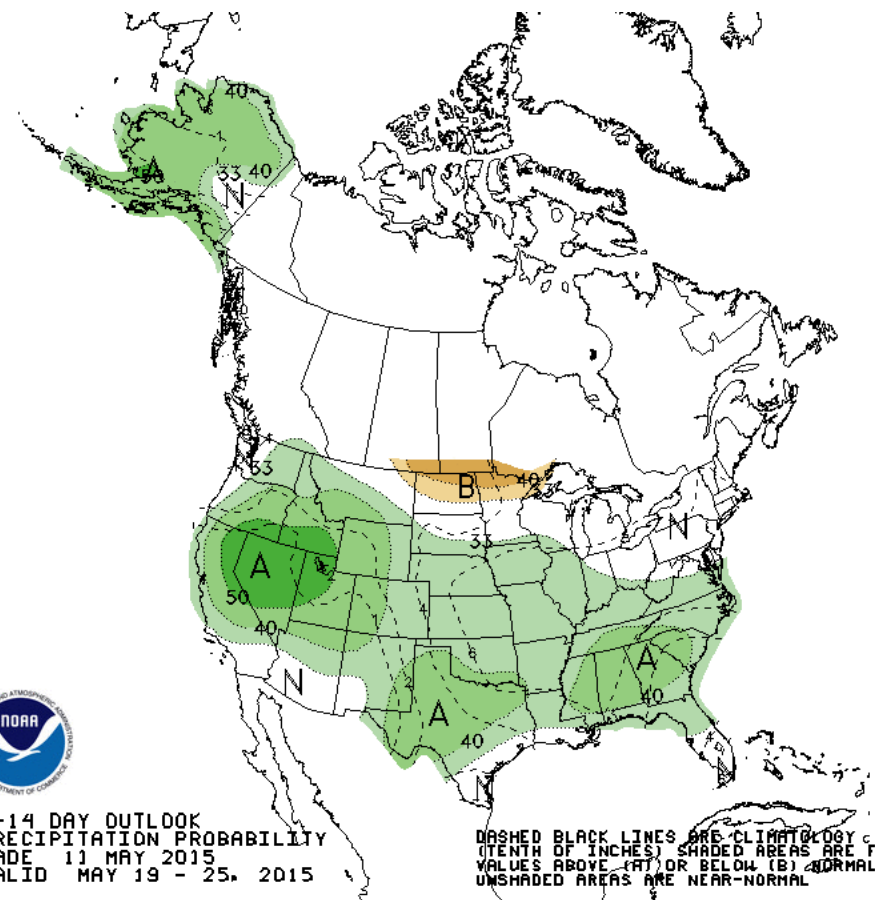 40
A
50
33 40
N
33
B
40
33
33
N
A
2
50
1
4
40
6
A
N
2
40
A
40
N
N
NOAA
-14 DAY OUTLOOK
RECIPITATION PROBABILITY
ADE 11 MAY 2015
ALID MAY 19 - 25, 2015
DASHED BLACK LINES ARE CLIMATOLOGY
(TENTH OF INCHES) SHADED AREAS ARE F
VALUES ABOVE (A) OR BELOW (B) NORMAL
UNSHADED AREAS ARE NEAR-NORMAL